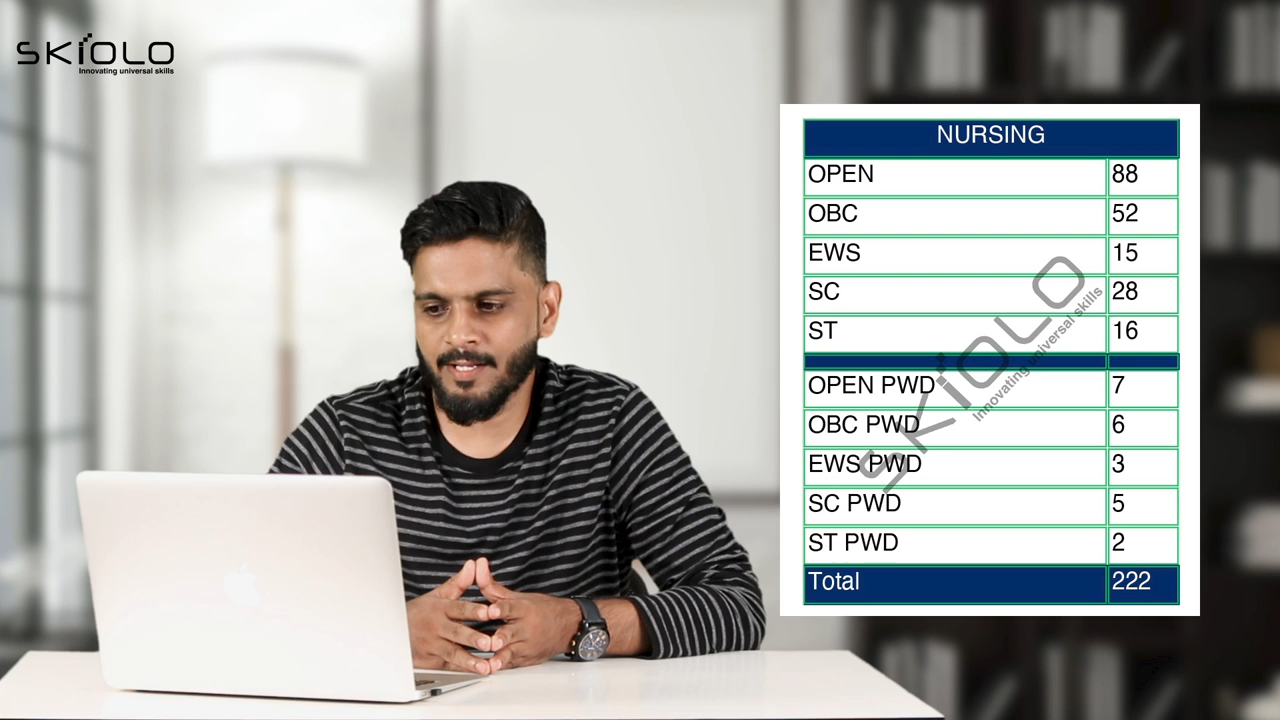 SKiOLO
Innovating universal skills
NURSING
OPEN 88
OBC 52
EWS 15
SC 28
ST 16
OPEN PWD 7
OBC PWD 6
EWS PWD 3
SC PWD 5
ST PWD 2
Total 222
SKiOLO
Innovating universal skills